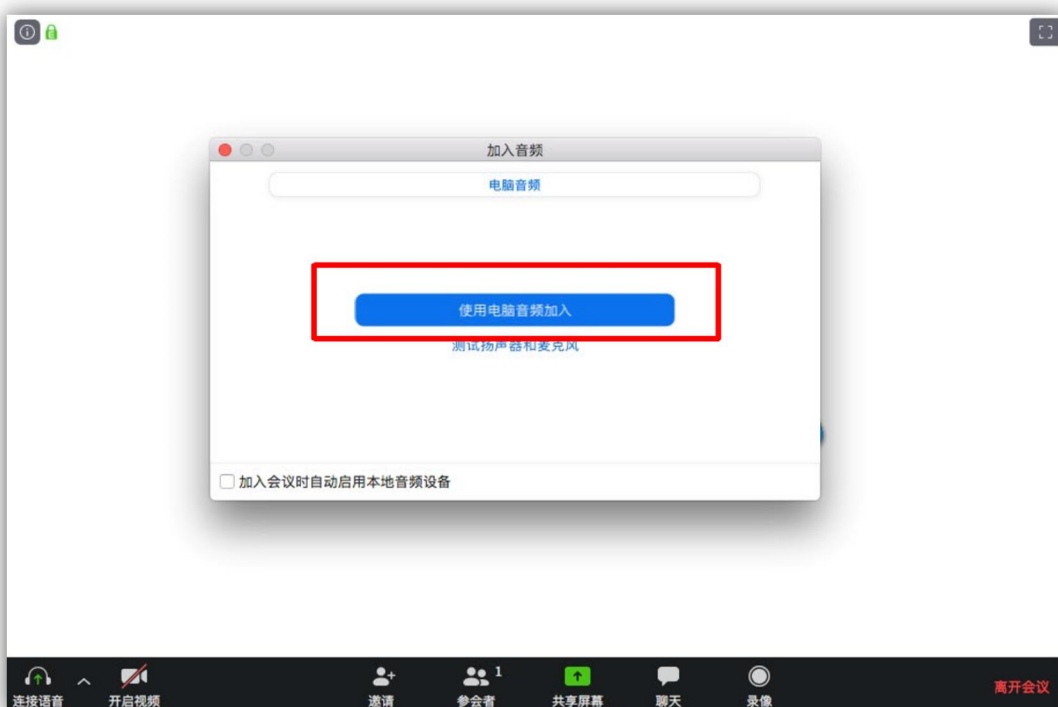 加入音频
电脑音频
使用电脑音频加入
测试扬声器和麦克风
加入会议时自动启用本地音频设备
1
连接语音
开启视频
邀请
参会者
共享屏幕
聊天
录像
离开会议